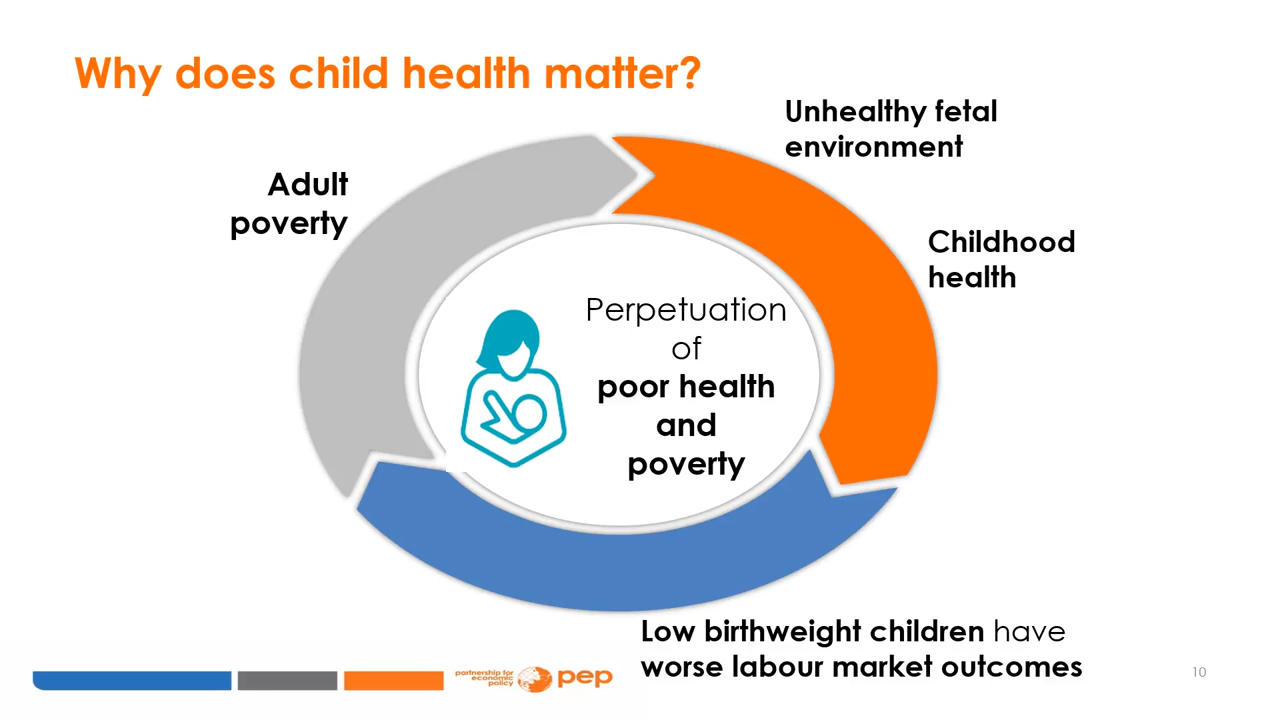 Why does child health matter?
Unhealthy fetal
environment
Adult
poverty
Childhood
health
Perpetuation
of
poor health
and
poverty
Low birthweight children have
worse labour market outcomes
partnership for
economic
policy
pep
10